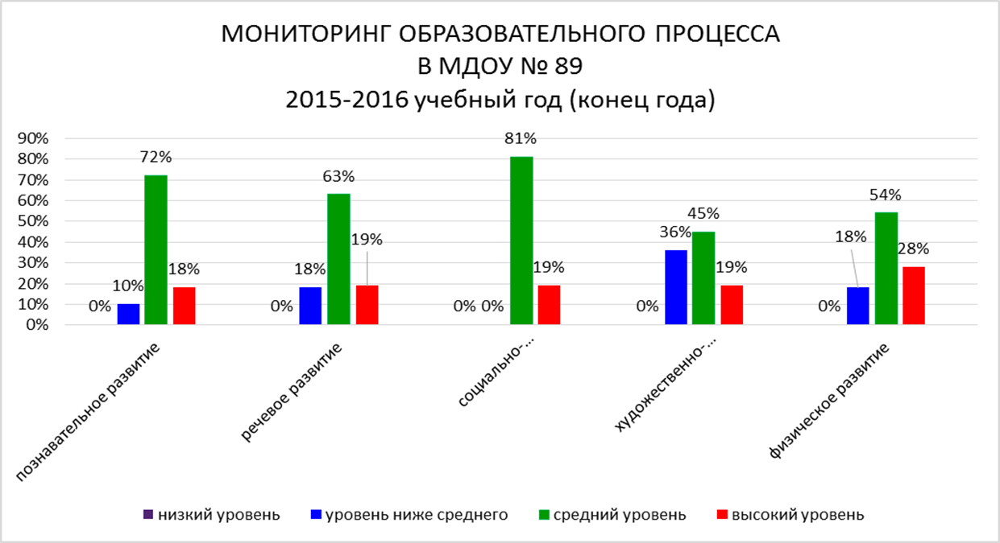 МОНИТОРИНГ ОБРАЗОВАТЕЛЬНОГО ПРОЦЕССА
В МДОУ № 89
2015-2016 учебный год (конец года)
90%
80%
70%
60%
50%
40%
30%
20%
10%
0%
0% 10% 72% 18%
0% 18% 63% 19%
0% 0% 81% 19%
0% 36% 45% 19%
0% 18% 54% 28%
познавательное развитие
речевое развитие
социально-...
художественно-...
физическое развитие
низкий уровень
уровень ниже среднего
средний уровень
высокий уровень